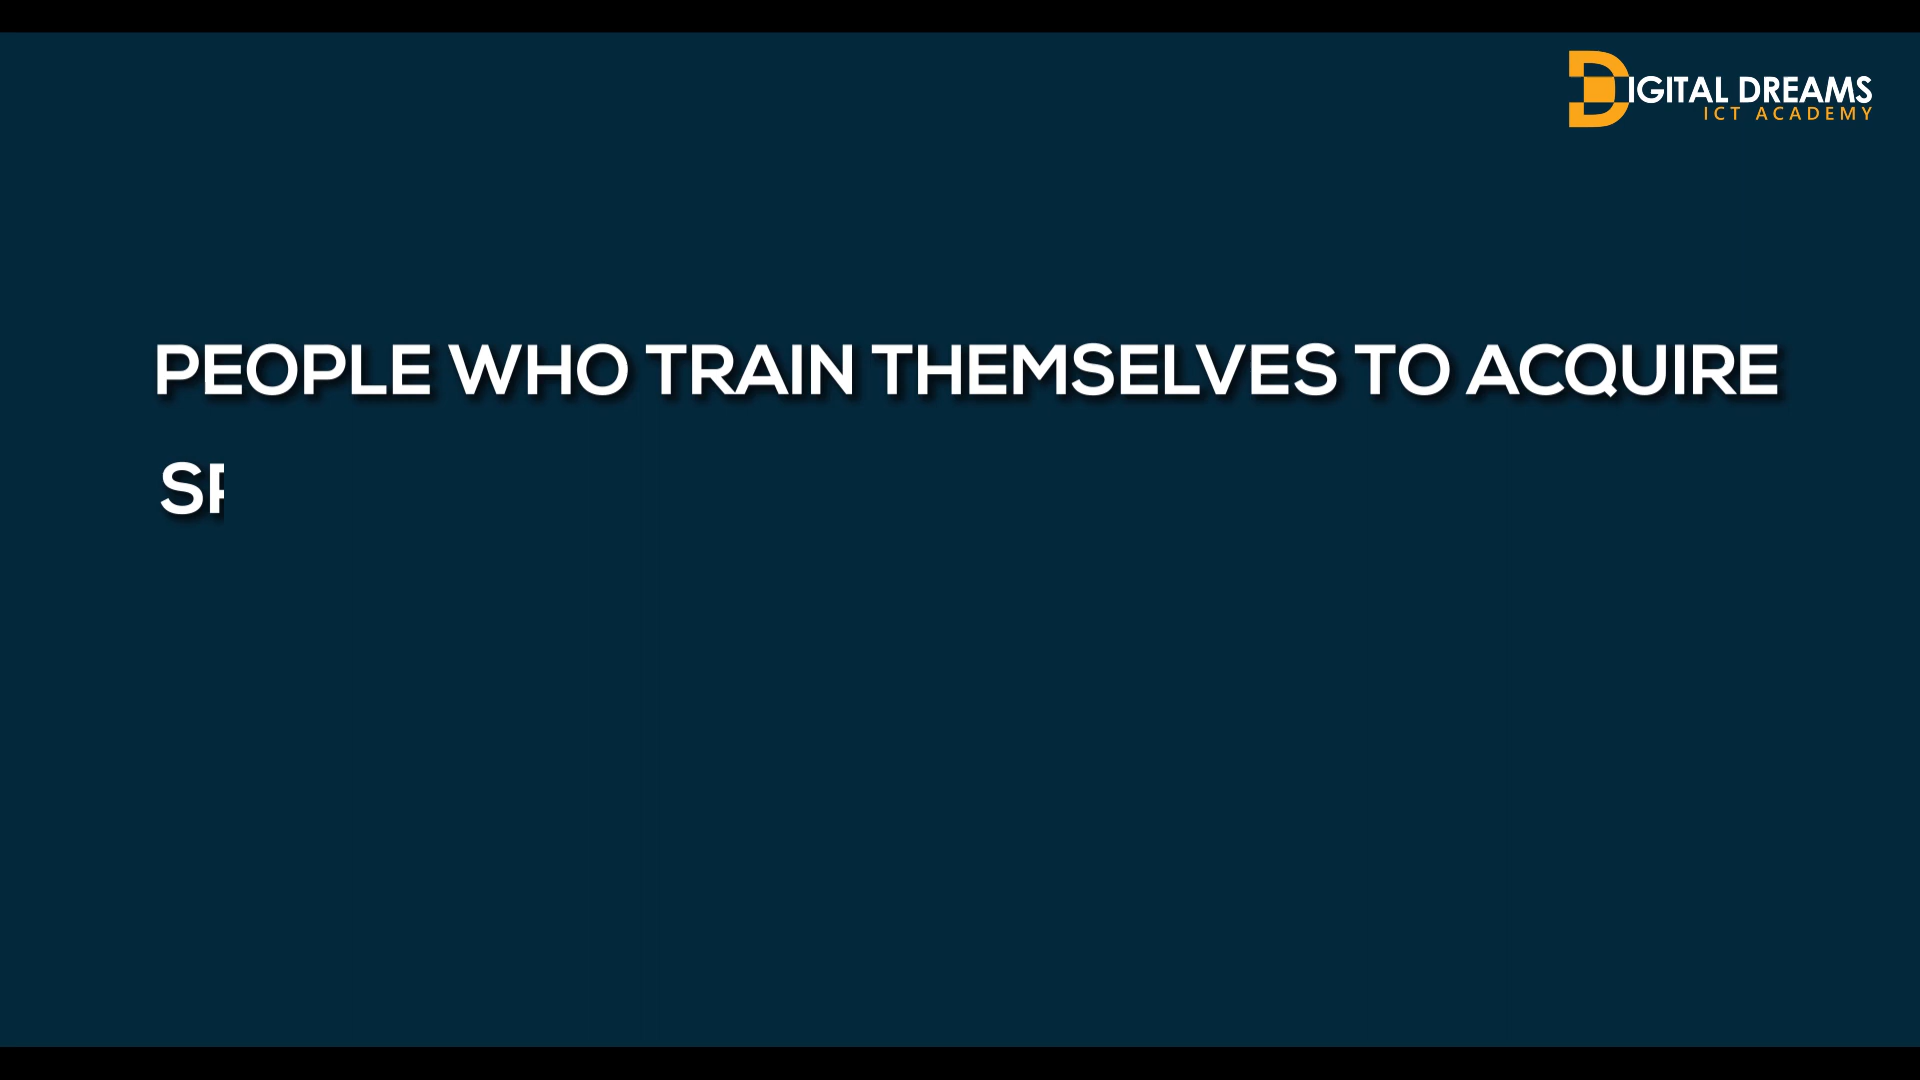 DIGITAL DREAMS
ICT ACADEMY
PEOPLE WHO TRAIN THEMSELVES TO ACQUIRE